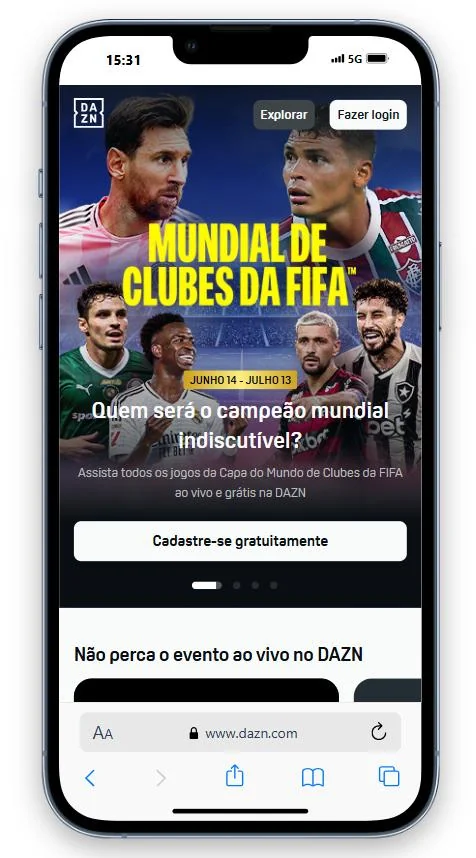 15:31
5G
DA
ZN
Explorar
Fazer login
MUNDIAL DE
CLUBES DA FIFA™
JUNHO 14 - JULHO 13
Quem será o campeão mundial
indiscutível?
Assista todos os jogos da Capa do Mundo de Clubes da FIFA
ao vivo e grátis na DAZN
Cadastre-se gratuitamente
Não perca o evento ao vivo no DAZN
AA
www.dazn.com